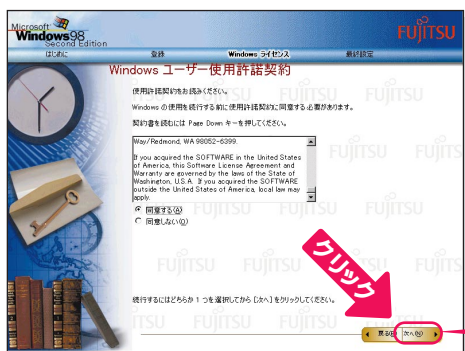 Microsoft
Windows98
Second Edition
FUJITSU
はじめに
登録
Windows ライセンス
最終設定
Windows ユーザー使用許諾契約
使用許諾契約をお読みください。
Windows の使用を続行する前に使用許諾契約に同意する必要があります。
契約書を読むには Page Down キーを押してください。
Way/Redmond, WA 98052-6399.
If you acquired the SOFTWARE in the United States
of America, this Software License Agreement and
Warranty are governed by the laws of the State of
Washington, U.S.A. If you acquired the SOFTWARE
outside the United States of America, local law may
apply.
同意する(A)
同意しない(D)
クリック
続行するにはどちらか 1 つを選択してから [次へ] をクリックしてください。
戻る(B)
次へ(N)